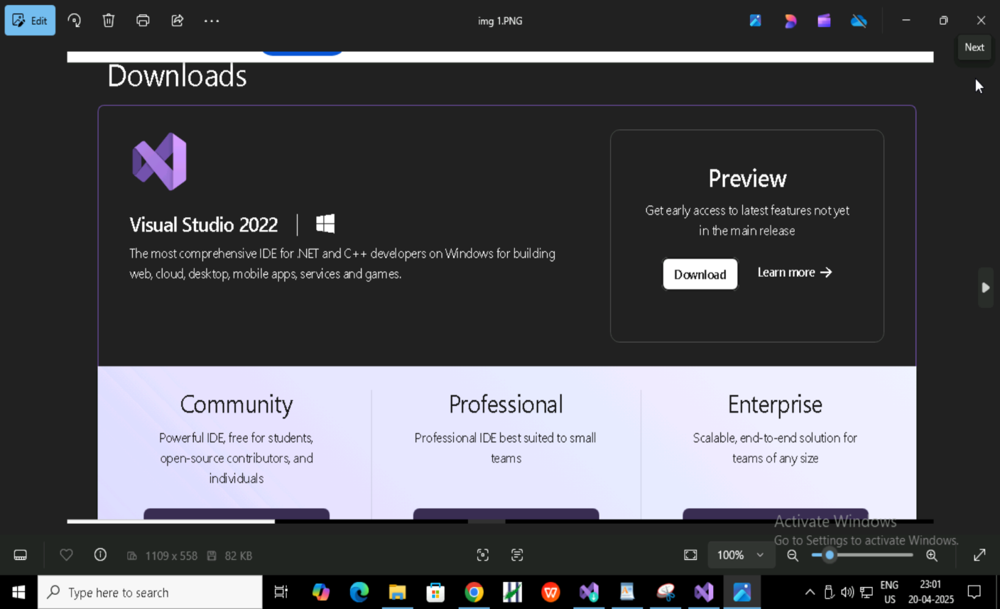 Edit
img 1.PNG
Next
Downloads
Visual Studio 2022
The most comprehensive IDE for .NET and C++ developers on Windows for building
web, cloud, desktop, mobile apps, services and games.
Preview
Get early access to latest features not yet
in the main release
Download
Learn more →
Community
Powerful IDE, free for students,
open-source contributors, and
individuals
Professional
Professional IDE best suited to small
teams
Enterprise
Scalable, end-to-end solution for
teams of any size
Activate Windows
Go to Settings to activate Windows.
1109 x 558
82 KB
100%
Type here to search
ENG
US
23:01
20-04-2025